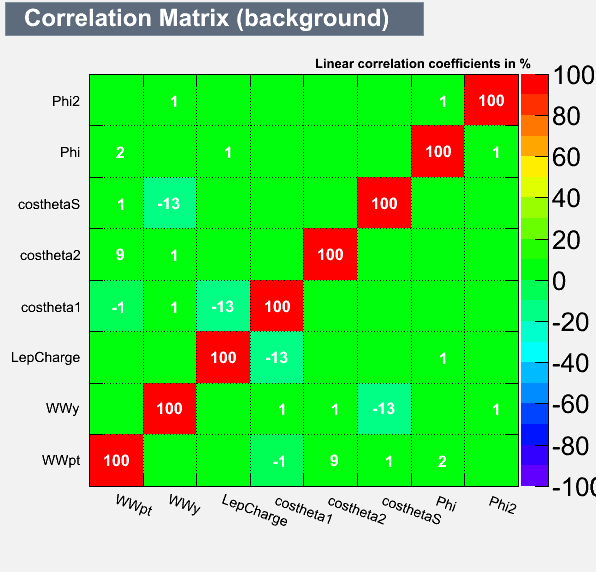 Correlation Matrix (background)
Linear correlation coefficients in %
Phi2 1 1 100 100
Phi 2 1 100 1 80
costhetaS 1 -13 100 60
costheta2 9 1 100 40
costheta1 -1 1 -13 100 20
LepCharge 100 -13 1 0
WWy 100 1 1 -13 1 -20
WWpt 100 -1 9 1 2 -40
-60
-80
-100
WWpt WWy LepCharge costheta1 costheta2 costhetaS Phi Phi2